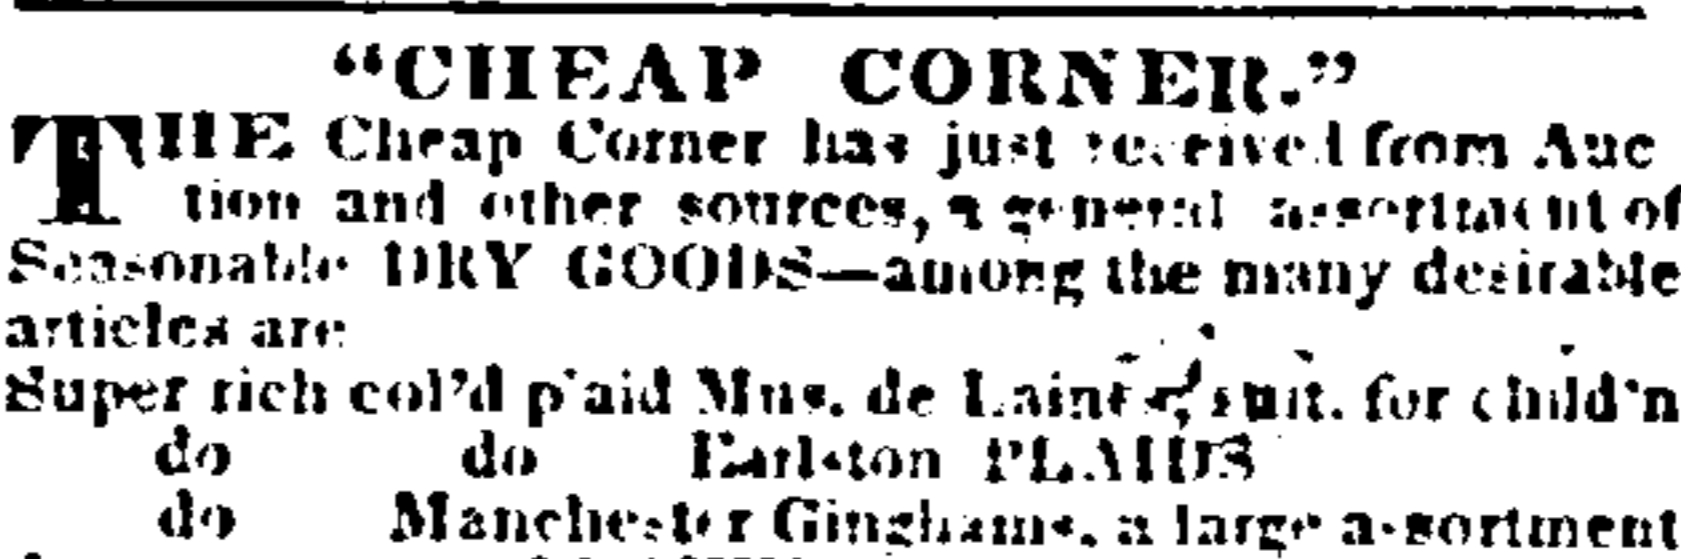 "CHEAP CORNER."
THE Cheap Corner has just received from Auc
tion and other sources, a general assortment of
Seasonable DRY GOODS—among the many desirable
articles are
Super rich col'd plaid Mus. de Laines, suit. for child'n
do do Earlston PLAIDS
do Manchester Ginghams, a large assortment